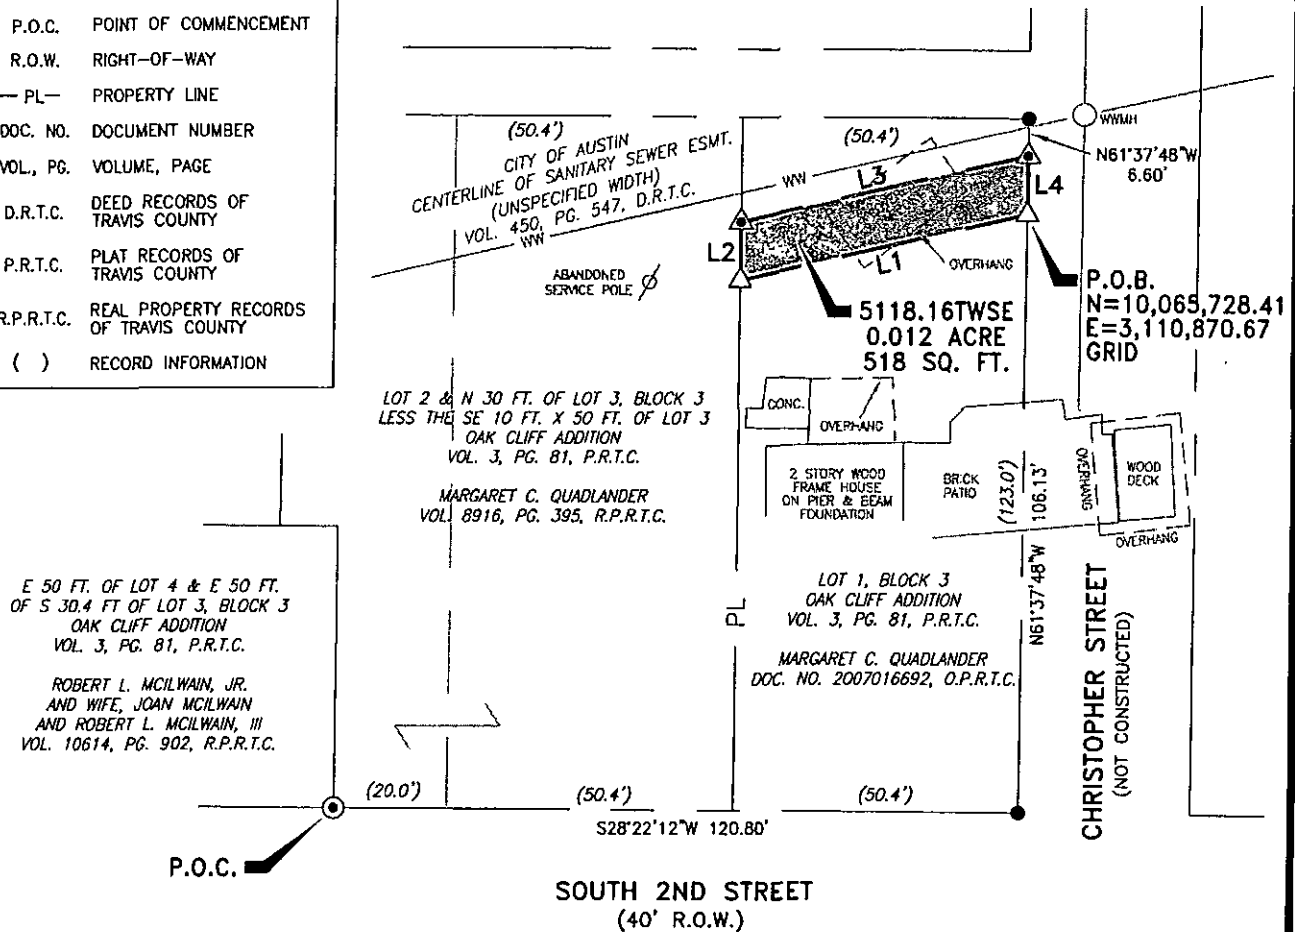 P.O.C. POINT OF COMMENCEMENT
R.O.W. RIGHT-OF-WAY
—PL— PROPERTY LINE
DOC. NO. DOCUMENT NUMBER
VOL., PG. VOLUME, PAGE
D.R.T.C. DEED RECORDS OF
TRAVIS COUNTY
P.R.T.C. PLAT RECORDS OF
TRAVIS COUNTY
R.P.R.T.C. REAL PROPERTY RECORDS
OF TRAVIS COUNTY
( ) RECORD INFORMATION
(50.4')
CITY OF AUSTIN
CENTERLINE OF SANITARY SEWER ESMT.
(UNSPECIFIED WIDTH)
VOL. 450, PG. 547, D.R.T.C.
WW
WW
(50.4')
WWMH
N61°37'48"W
6.60'
L3
L4
L2
L1
OVERHANG
ABANDONED
SERVICE POLE
P.O.B.
N=10,065,728.41
E=3,110,870.67
GRID
5118.16TWSE
0.012 ACRE
518 SQ. FT.
LOT 2 & N 30 FT. OF LOT 3, BLOCK 3
LESS THE SE 10 FT. X 50 FT. OF LOT 3
OAK CLIFF ADDITION
VOL. 3, PG. 81, P.R.T.C.
MARGARET C. QUADLANDER
VOL. 8916, PG. 395, R.P.R.T.C.
CONC.
OVERHANG
2 STORY WOOD
FRAME HOUSE
ON PIER & BEAM
FOUNDATION
BRICK
PATIO
(123.0')
106.13'
N61°37'48"W
OVERHANG
WOOD
DECK
OVERHANG
E 50 FT. OF LOT 4 & E 50 FT.
OF S 30.4 FT OF LOT 3, BLOCK 3
OAK CLIFF ADDITION
VOL. 3, PG. 81, P.R.T.C.
ROBERT L. MCILWAIN, JR.
AND WIFE, JOAN MCILWAIN
AND ROBERT L. MCILWAIN, III
VOL. 10614, PG. 902, R.P.R.T.C.
PL
LOT 1, BLOCK 3
OAK CLIFF ADDITION
VOL. 3, PG. 81, P.R.T.C.
MARGARET C. QUADLANDER
DOC. NO. 2007016692, O.P.R.T.C.
CHRISTOPHER STREET
(NOT CONSTRUCTED)
(20.0')
(50.4')
(50.4')
S28°22'12"W 120.80'
P.O.C.
SOUTH 2ND STREET
(40' R.O.W.)